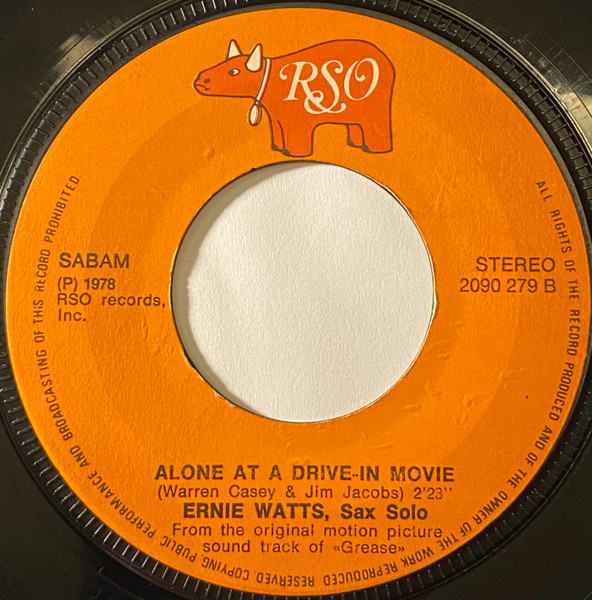 RSO
SABAM
(P) 1978
RSO records,
Inc.
STEREO
2090 279 B
ALONE AT A DRIVE-IN MOVIE
(Warren Casey & Jim Jacobs) 2'23''
ERNIE WATTS, Sax Solo
From the original motion picture
sound track of «Grease»
ALL RIGHTS OF THE RECORD PRODUCED AND OF THE OWNER OF THE WORK REPRODUCED RESERVED COPYING, PUBLIC PERFORMANCE AND BROADCASTING OF THIS RECORD PROHIBITED